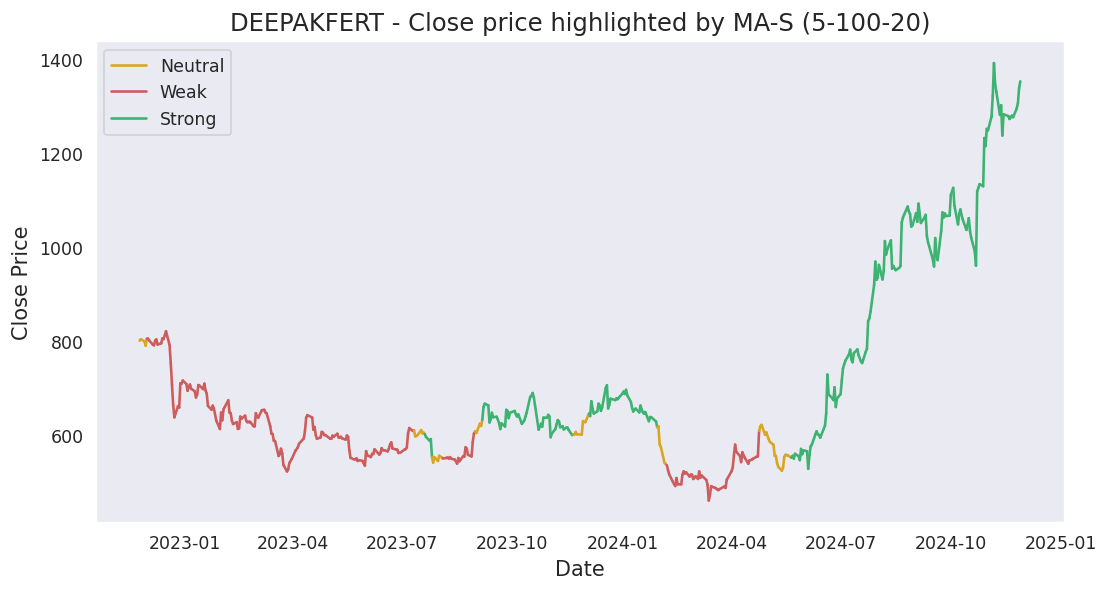 DEEPAKFERT - Close price highlighted by MA-S (5-100-20)
Neutral
Weak
Strong
1400
1200
1000
800
600
Close Price
2023-01 2023-04 2023-07 2023-10 2024-01 2024-04 2024-07 2024-10 2025-01
Date